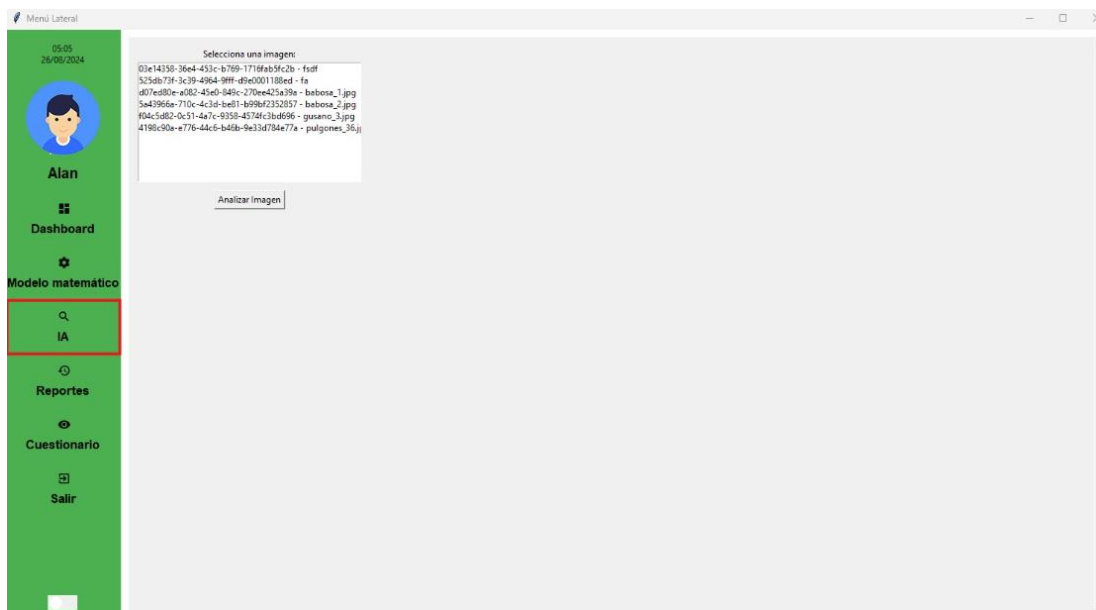 Menú Lateral
05:05
26/08/2024
Alan
Dashboard
Modelo matemático
IA
Reportes
Cuestionario
Salir
Selecciona una imagen:
03e14358-36e4-453c-b769-1716fab5fc2b - fsdf
525db73f-3c39-4964-9fff-d9e0001188ed - fa
d07ed80e-a082-45e0-849c-270ee425a39a - babosa_1.jpg
5a43966a-710c-4c3d-be81-b99bf2352857 - babosa_2.jpg
f04c5d82-0c51-4a7c-9358-4574fc3bd696 - gusano_3.jpg
4198c90a-e776-44c6-b46b-9e33d784e77a - pulgones_36.j
Analizar Imagen